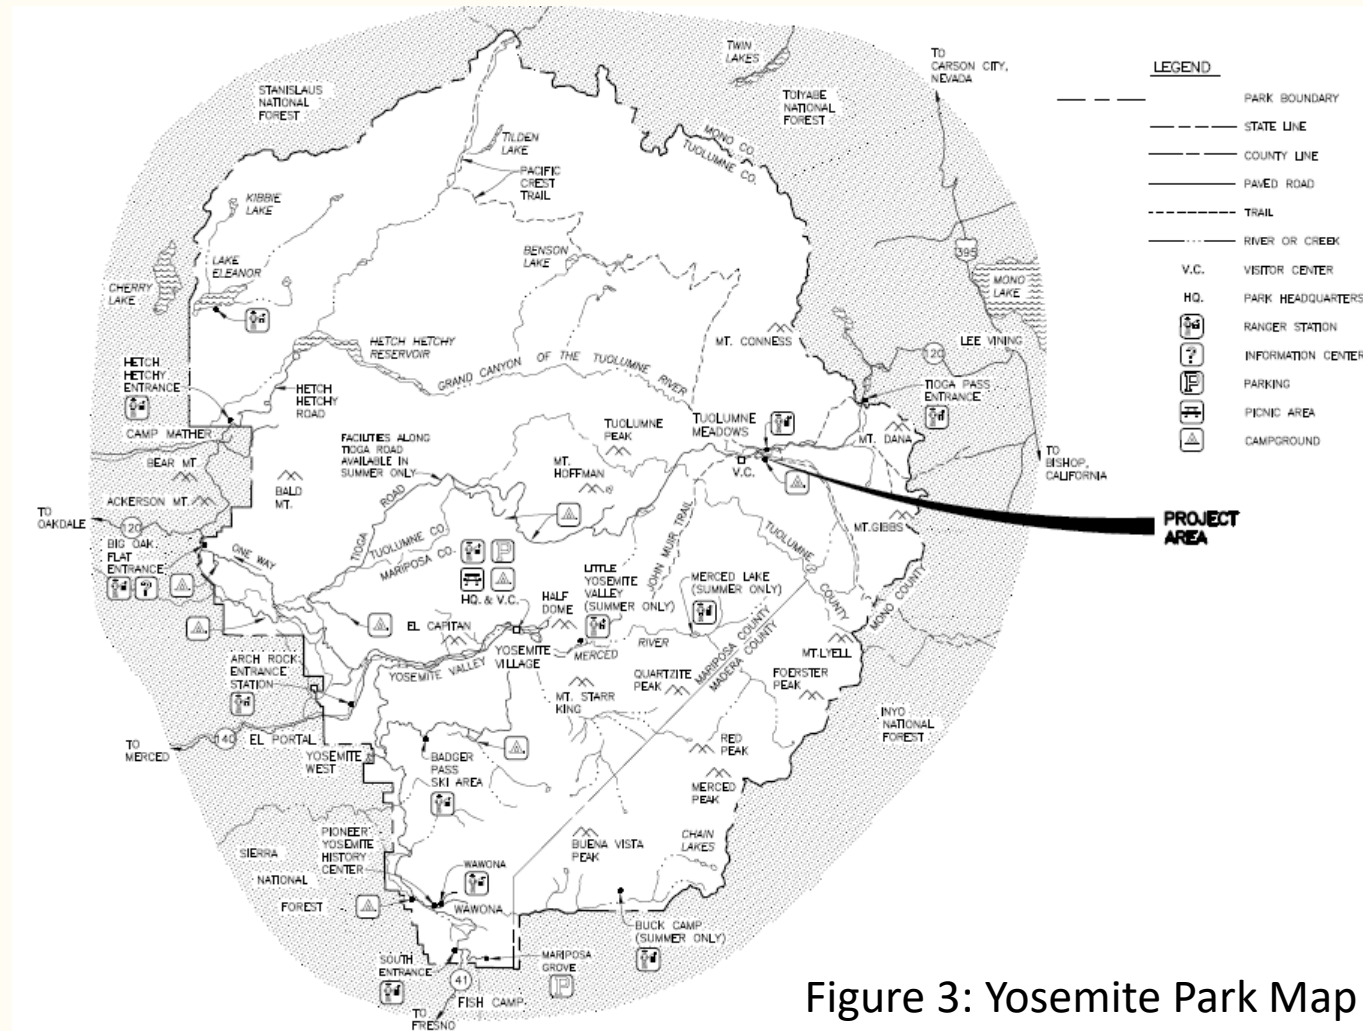 STANISLAUS
NATIONAL
FOREST
TWIN
LAKES
TOIYABE
NATIONAL
FOREST
TO
CARSON CITY,
NEVADA
MONO CO.
TUOLUMNE CO.
TILDEN
LAKE
PACIFIC
CREST
TRAIL
KIBBIE
LAKE
LAKE
ELEANOR
CHERRY
LAKE
BENSON
LAKE
395
MONO
LAKE
HETCH HETCHY
RESERVOIR
MT. CONNESS
120
LEE VINING
GRAND CANYON OF THE TUOLUMNE RIVER
HETCH
HETCHY
ENTRANCE
HETCH
HETCHY
ROAD
TIOGA PASS
ENTRANCE
CAMP MATHER
FACILITIES ALONG
TIOGA ROAD
AVAILABLE IN
SUMMER ONLY
TUOLUMNE
PEAK
TUOLUMNE
MEADOWS
V.C.
MT. DANA
TO
BISHOP,
CALIFORNIA
BEAR MT.
ACKERSON MT.
BALD
MT.
MT.
HOFFMAN
TO
OAKDALE
120
BIG OAK
FLAT
ENTRANCE
?
ONE WAY
TIOGA ROAD
TUOLUMNE CO.
MARIPOSA CO.
P
HQ. & V.C.
MT.GIBBS
PROJECT
AREA
JOHN MUIR TRAIL
TUOLUMNE COUNTY
MONO COUNTY
LITTLE
YOSEMITE
VALLEY
(SUMMER ONLY)
MERCED LAKE
(SUMMER ONLY)
HALF
DOME
EL CAPITAN
YOSEMITE
VILLAGE
YOSEMITE VALLEY
MERCED RIVER
MARIPOSA COUNTY
MADERA COUNTY
MT.LYELL
ARCH ROCK
ENTRANCE
STATION
MT. STARR
KING
QUARTZITE
PEAK
FOERSTER
PEAK
INYO
NATIONAL
FOREST
TO
MERCED
140
EL PORTAL
YOSEMITE
WEST
BADGER
PASS
SKI AREA
RED
PEAK
MERCED
PEAK
SIERRA
NATIONAL
FOREST
PIONEER
YOSEMITE
HISTORY
CENTER
BUENA VISTA
PEAK
CHAIN
LAKES
WAWONA
WAWONA
BUCK CAMP
(SUMMER ONLY)
SOUTH
ENTRANCE
MARIPOSA
GROVE
P
41
FISH CAMP
TO
FRESNO
LEGEND
PARK BOUNDARY
STATE LINE
COUNTY LINE
PAVED ROAD
TRAIL
RIVER OR CREEK
V.C. VISITOR CENTER
HQ. PARK HEADQUARTERS
RANGER STATION
? INFORMATION CENTER
P PARKING
PICNIC AREA
CAMPGROUND
Figure 3: Yosemite Park Map